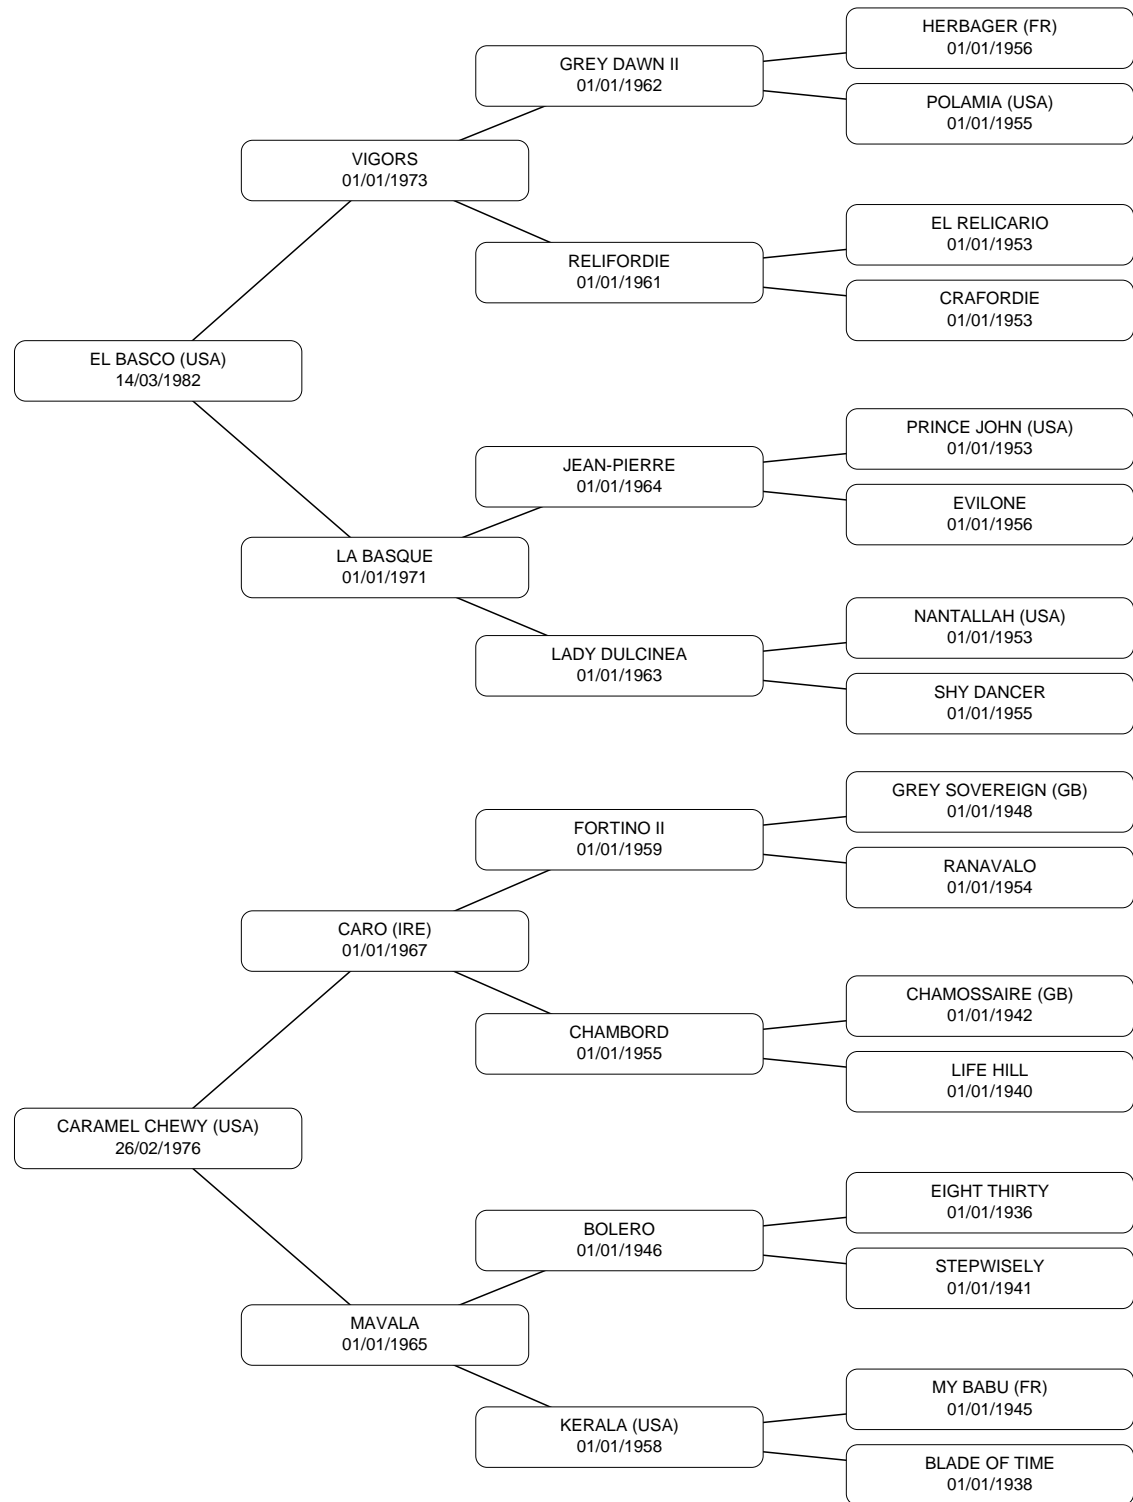 HERBAGER (FR)
01/01/1956
GREY DAWN II
01/01/1962
POLAMIA (USA)
01/01/1955
VIGORS
01/01/1973
EL RELICARIO
01/01/1953
RELIFORDIE
01/01/1961
CRAFORDIE
01/01/1953
EL BASCO (USA)
14/03/1982
PRINCE JOHN (USA)
01/01/1953
JEAN-PIERRE
01/01/1964
EVILONE
01/01/1956
LA BASQUE
01/01/1971
NANTALLAH (USA)
01/01/1953
LADY DULCINEA
01/01/1963
SHY DANCER
01/01/1955
GREY SOVEREIGN (GB)
01/01/1948
FORTINO II
01/01/1959
RANAVALO
01/01/1954
CARO (IRE)
01/01/1967
CHAMOSSAIRE (GB)
01/01/1942
CHAMBORD
01/01/1955
LIFE HILL
01/01/1940
CARAMEL CHEWY (USA)
26/02/1976
EIGHT THIRTY
01/01/1936
BOLERO
01/01/1946
STEPWISELY
01/01/1941
MAVALA
01/01/1965
MY BABU (FR)
01/01/1945
KERALA (USA)
01/01/1958
BLADE OF TIME
01/01/1938